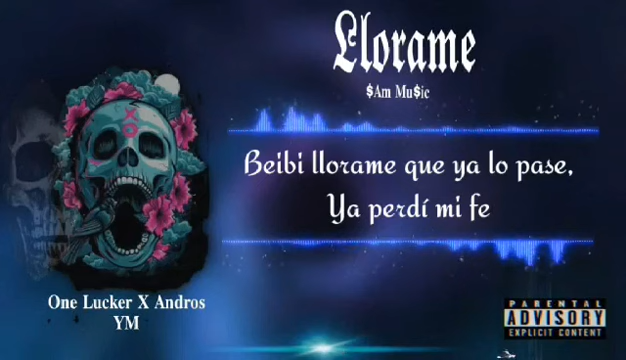 Llorame
$Am Mu$ic
Beibi llorame que ya lo pase,
Ya perdí mi fe
One Lucker X Andros
YM
PARENTAL
ADVISORY
EXPLICIT CONTENT